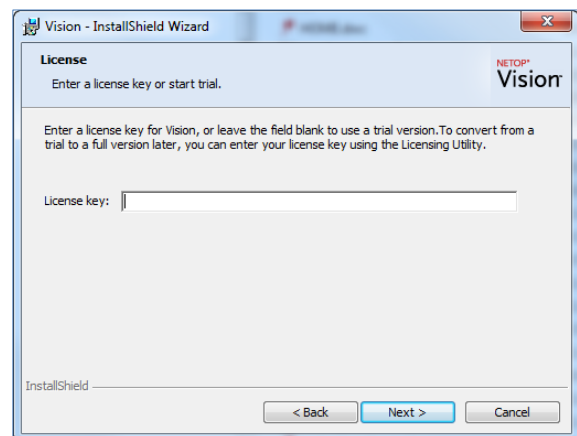 Vision - InstallShield Wizard
License
Enter a license key or start trial.
NETOP
Vision
Enter a license key for Vision, or leave the field blank to use a trial version.To convert from a
trial to a full version later, you can enter your license key using the Licensing Utility.
License key:
InstallShield
< Back
Next >
Cancel